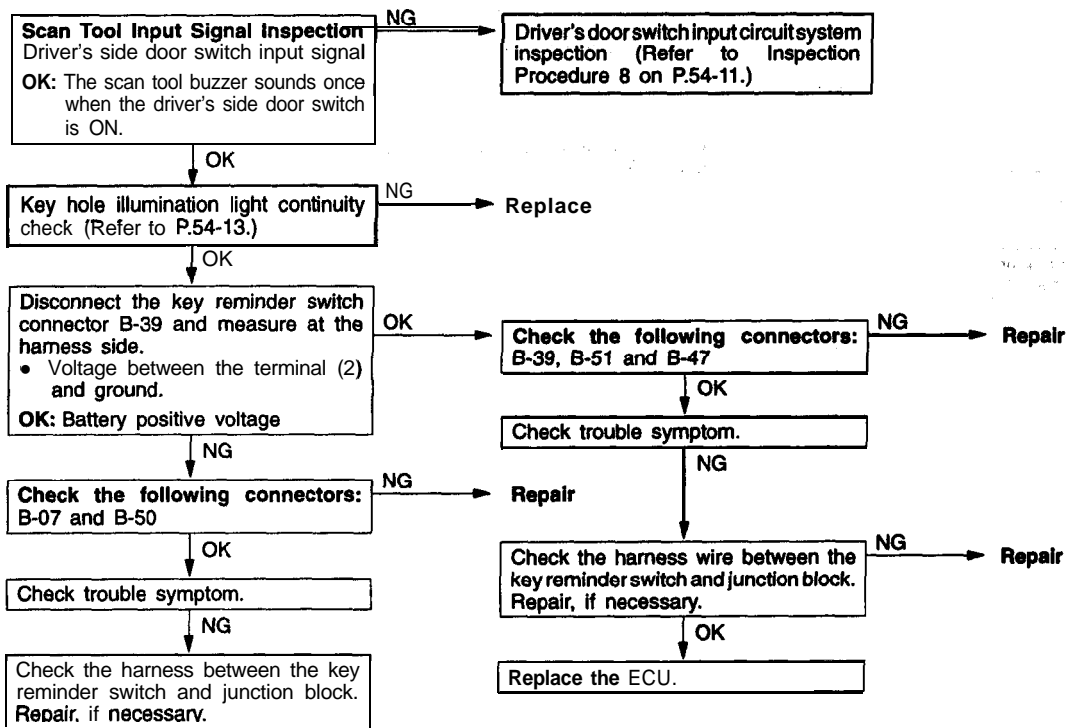 Scan Tool Input Signal Inspection
Driver's side door switch input signal
OK: The scan tool buzzer sounds once
when the driver's side door switch
is ON.
NG
Driver's door switch input circuit system
inspection (Refer to Inspection
Procedure 8 on P.54-11.)
OK
Key hole illumination light continuity
check (Refer to P.54-13.)
NG
Replace
OK
Disconnect the key reminder switch
connector B-39 and measure at the
harness side.
● Voltage between the terminal (2)
and ground.
OK: Battery positive voltage
OK
Check the following connectors:
B-39, B-51 and B-47
NG
Repair
OK
Check trouble symptom.
NG
Check the harness wire between the
key reminder switch and junction block.
Repair, if necessary.
NG
Repair
OK
Replace the ECU.
NG
Check the following connectors:
B-07 and B-50
NG
Repair
OK
Check trouble symptom.
NG
Check the harness between the key
reminder switch and junction block.
Repair, if necessary.